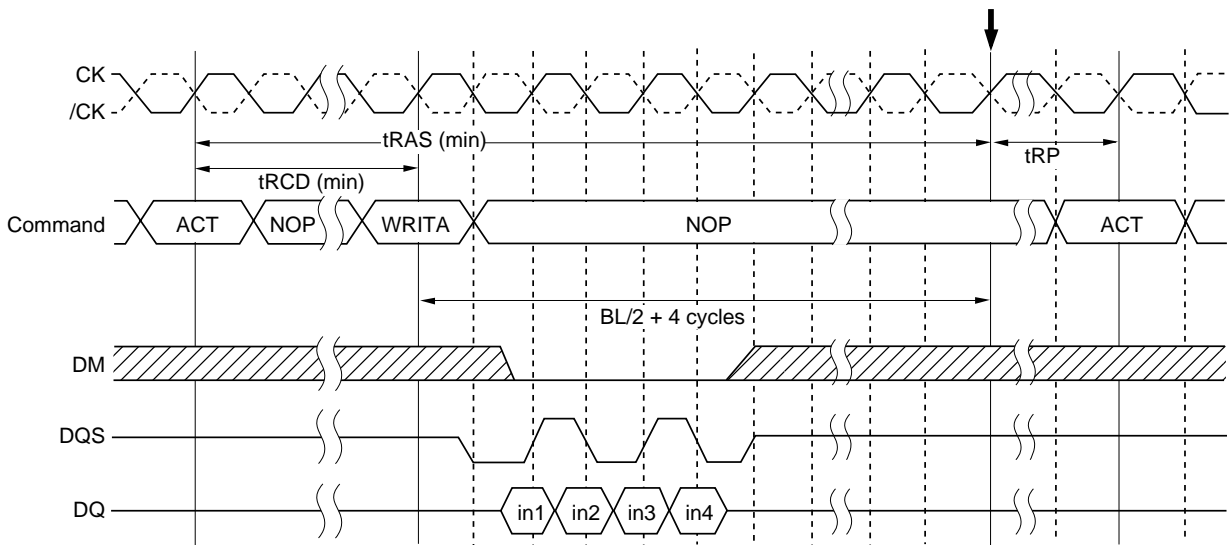 CK
/CK
tRAS (min)
tRP
tRCD (min)
Command ACT NOP WRITA NOP ACT
BL/2 + 4 cycles
DM
DQS
DQ in1 in2 in3 in4